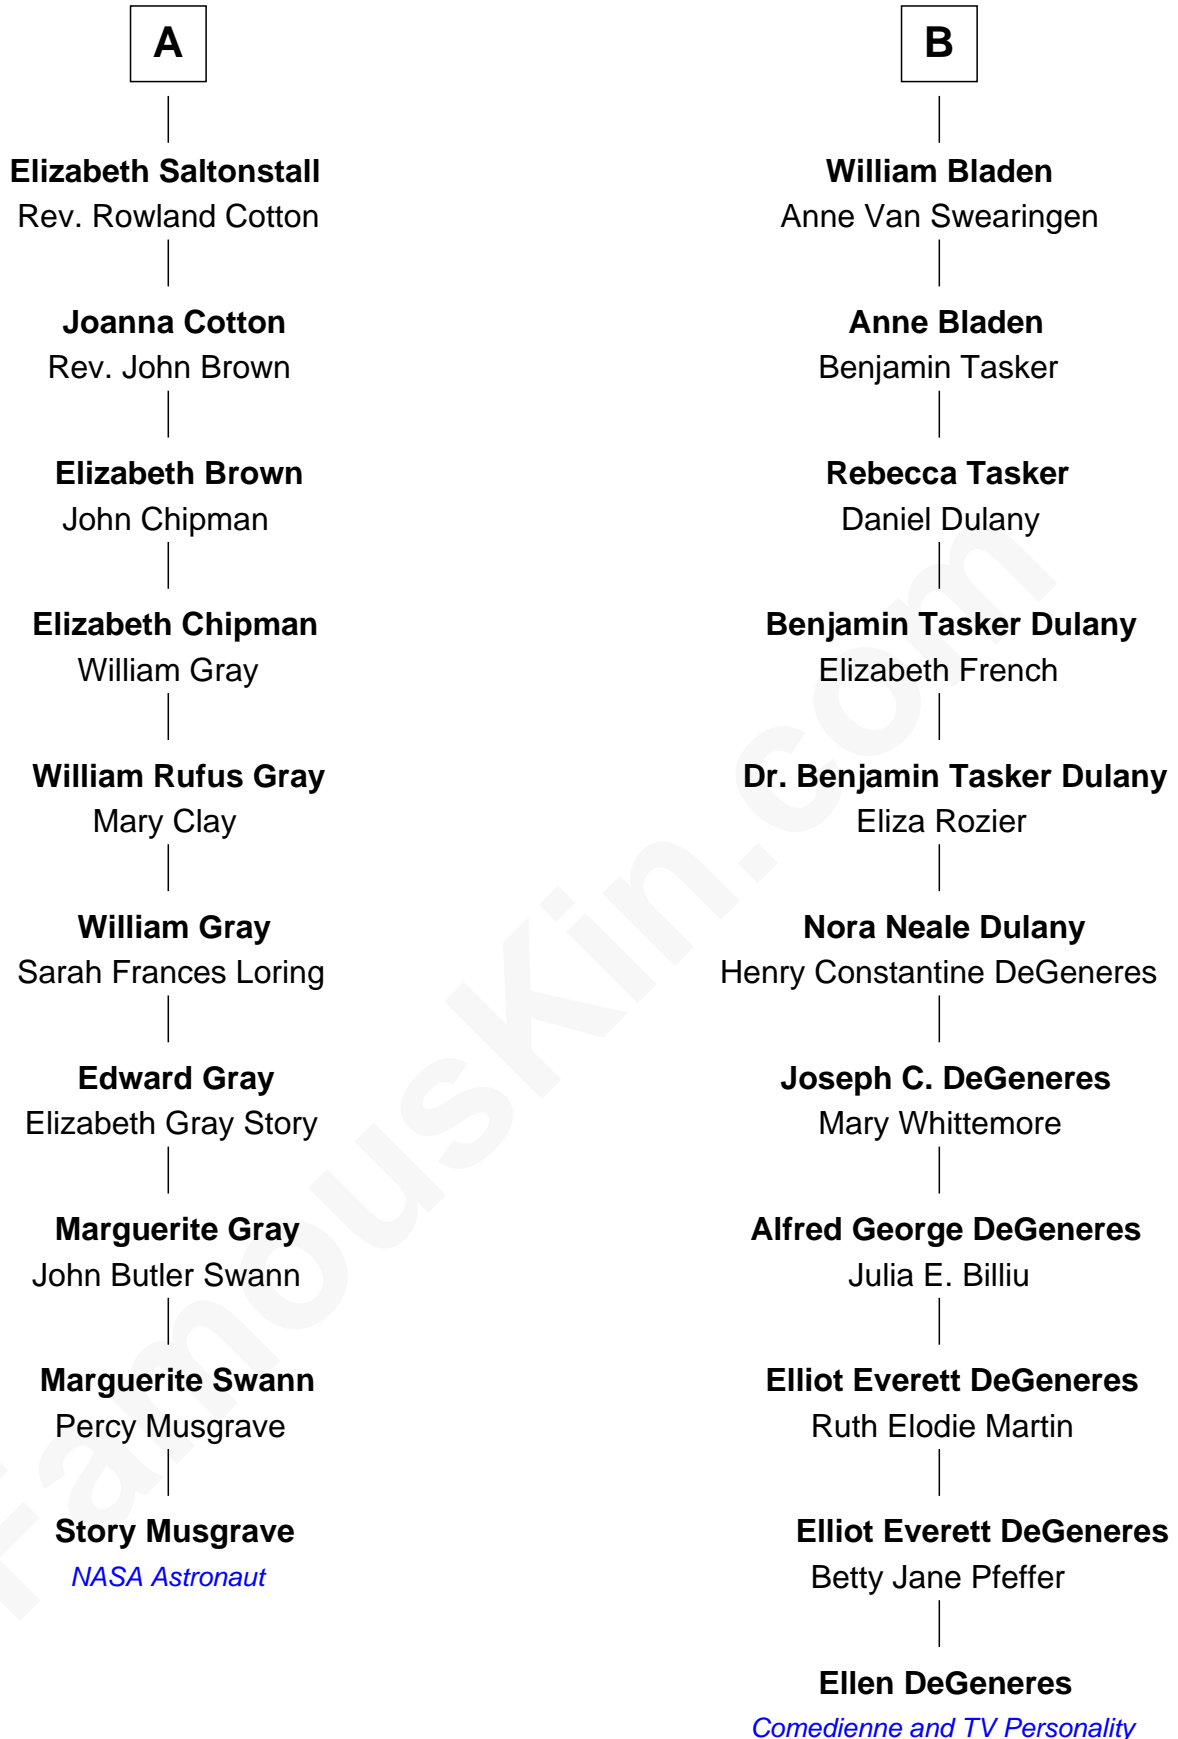 A
Elizabeth Saltonstall
Rev. Rowland Cotton
Joanna Cotton
Rev. John Brown
Elizabeth Brown
John Chipman
Elizabeth Chipman
William Gray
William Rufus Gray
Mary Clay
William Gray
Sarah Frances Loring
Edward Gray
Elizabeth Gray Story
Marguerite Gray
John Butler Swann
Marguerite Swann
Percy Musgrave
Story Musgrave
NASA Astronaut
B
William Bladen
Anne Van Swearingen
Anne Bladen
Benjamin Tasker
Rebecca Tasker
Daniel Dulany
Benjamin Tasker Dulany
Elizabeth French
Dr. Benjamin Tasker Dulany
Eliza Rozier
Nora Neale Dulany
Henry Constantine DeGeneres
Joseph C. DeGeneres
Mary Whittemore
Alfred George DeGeneres
Julia E. Billiu
Elliot Everett DeGeneres
Ruth Elodie Martin
Elliot Everett DeGeneres
Betty Jane Pfeffer
Ellen DeGeneres
Comedienne and TV Personality
FamousKin.com